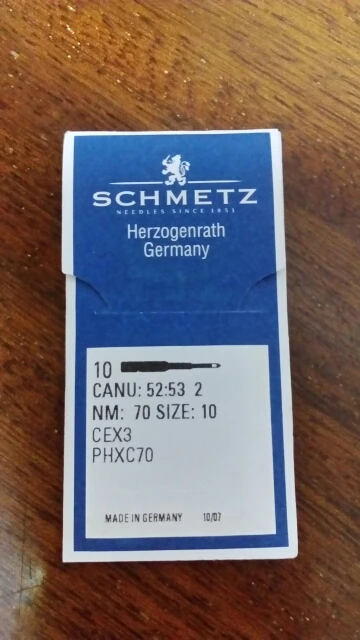 SCHMETZ
NEEDLES SINCE 1851
Herzogenrath
Germany
10
CANU: 52:53 2
NM: 70 SIZE: 10
CEX3
PHXC70
MADE IN GERMANY 10/07